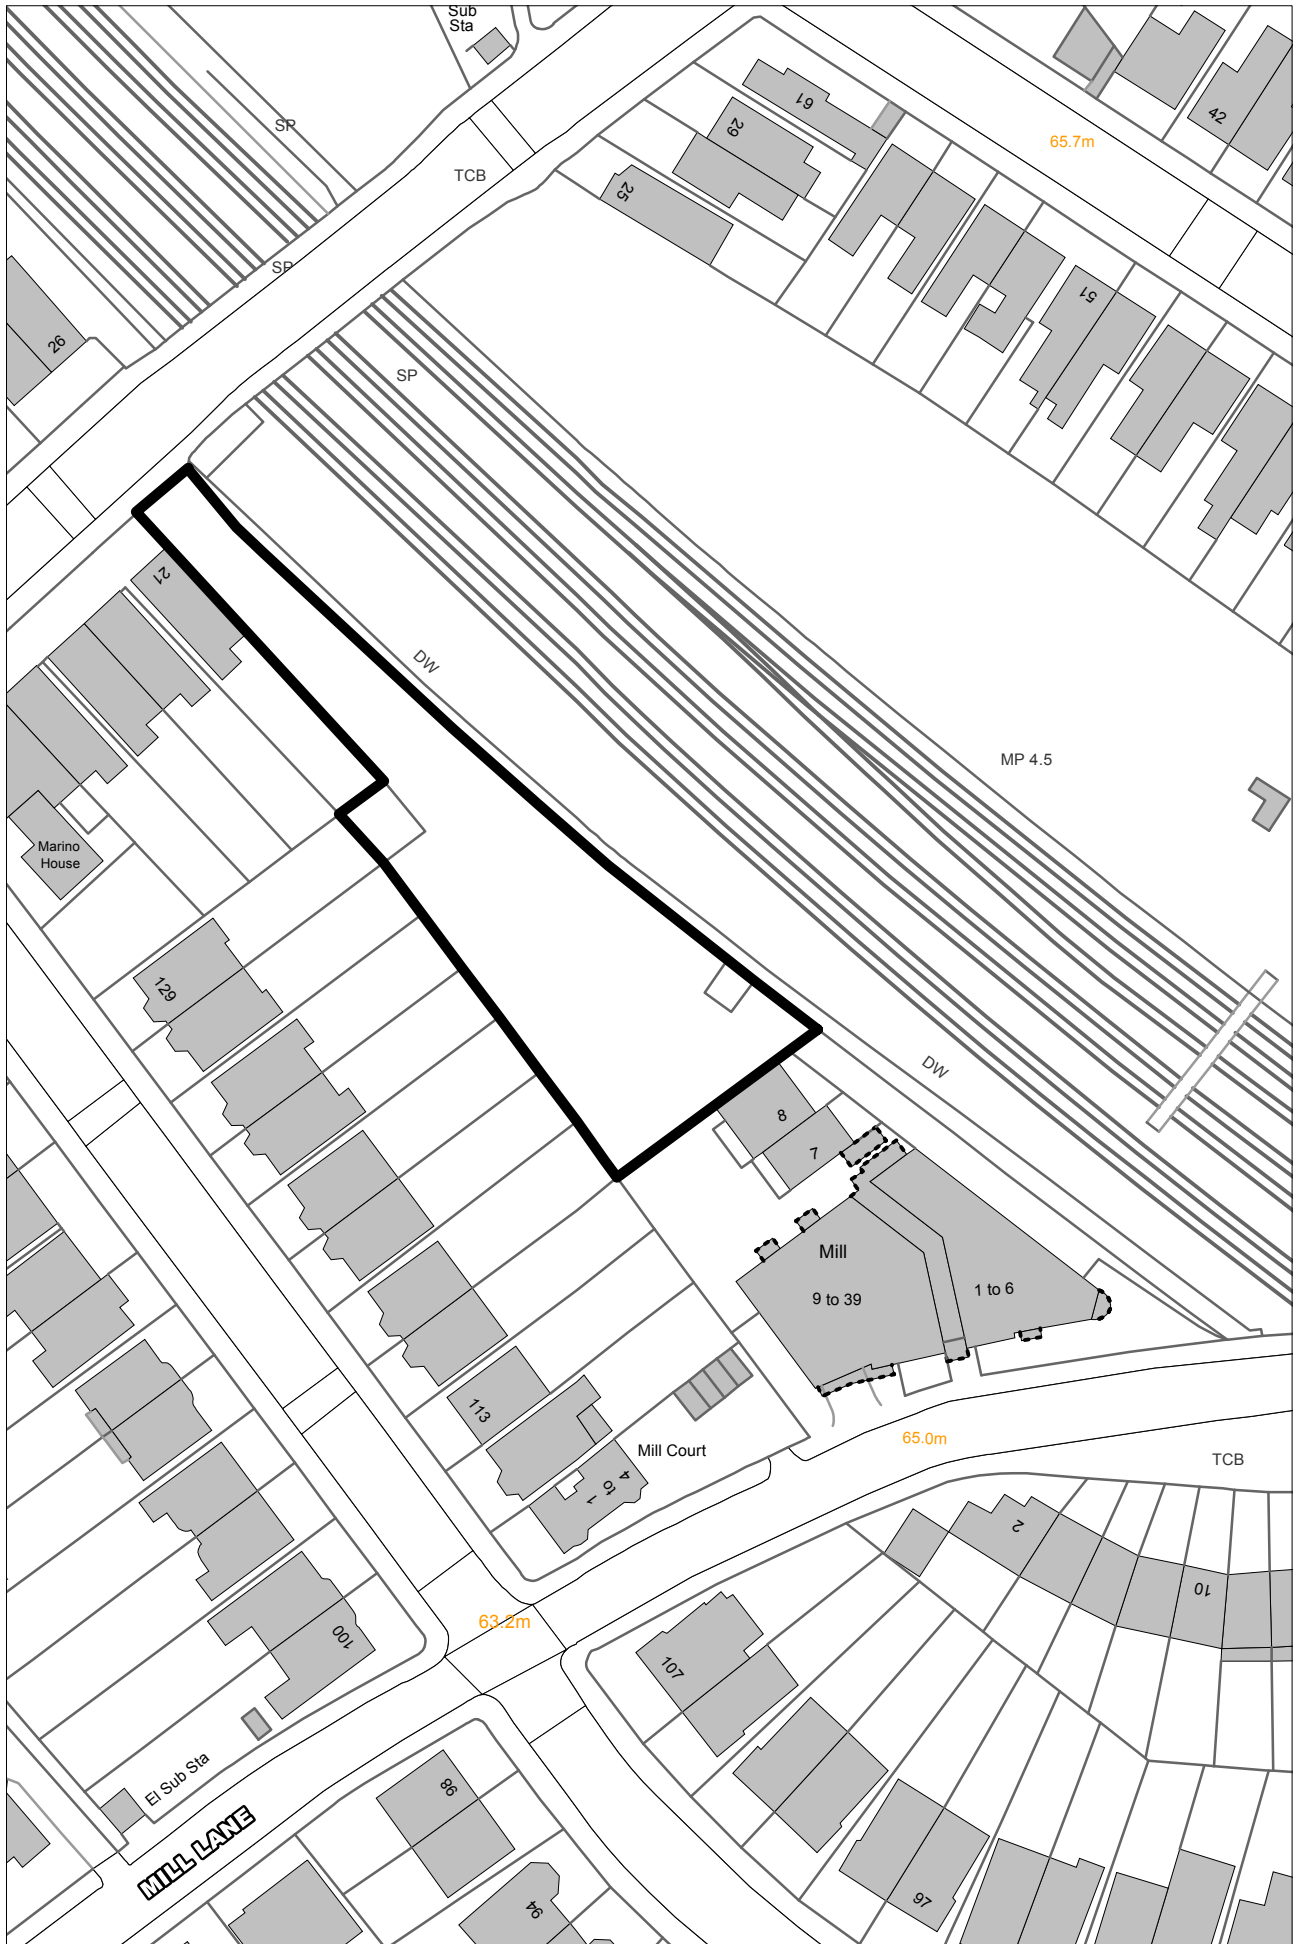 Sub
Sta
61
42
65.7m
SP
29
TCB
25
SP
51
26
SP
21
DW
MP 4.5
Marino
House
129
DW
8
7
Mill
1 to 6
9 to 39
113
65.0m
Mill Court
TCB
1 to 4
2
10
63.2m
100
107
El Sub Sta
98
MILL LANE
97
94